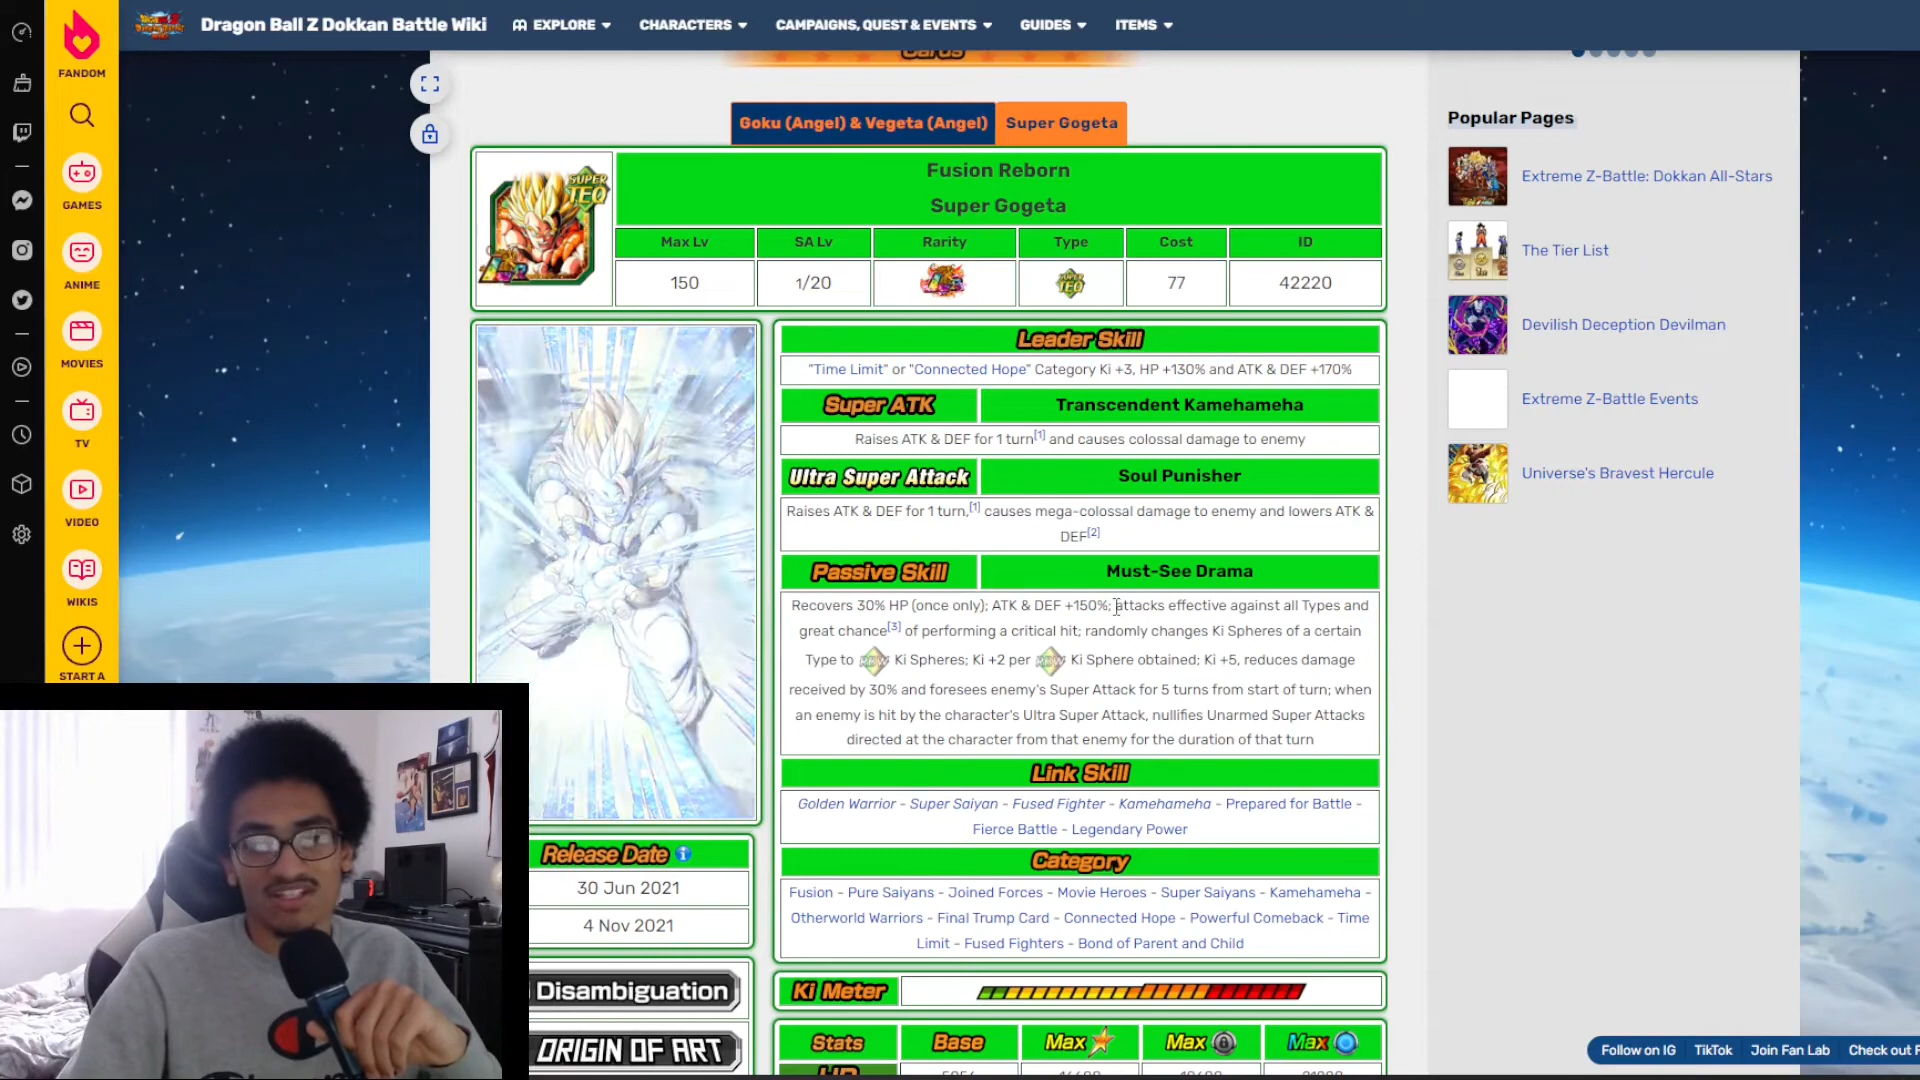 Dragon Ball Z Dokkan Battle Wiki
EXPLORE
CHARACTERS
CAMPAIGNS, QUEST & EVENTS
GUIDES
ITEMS
FANDOM
GAMES
ANIME
MOVIES
TV
VIDEO
WIKIS
START A
Cards
Goku (Angel) & Vegeta (Angel)
Super Gogeta
SUPER TEQ
LR
Fusion Reborn
Super Gogeta
Max Lv
SA Lv
Rarity
Type
Cost
ID
150
1/20
LR
SUPER TEQ
77
42220
Leader Skill
"Time Limit" or "Connected Hope" Category Ki +3, HP +130% and ATK & DEF +170%
Super ATK
Transcendent Kamehameha
Raises ATK & DEF for 1 turn[1] and causes colossal damage to enemy
Ultra Super Attack
Soul Punisher
Raises ATK & DEF for 1 turn,[1] causes mega-colossal damage to enemy and lowers ATK &
DEF[2]
Passive Skill
Must-See Drama
Recovers 30% HP (once only); ATK & DEF +150%; attacks effective against all Types and
great chance[3] of performing a critical hit; randomly changes Ki Spheres of a certain
Type to RBW Ki Spheres; Ki +2 per RBW Ki Sphere obtained; Ki +5, reduces damage
received by 30% and foresees enemy's Super Attack for 5 turns from start of turn; when
an enemy is hit by the character's Ultra Super Attack, nullifies Unarmed Super Attacks
directed at the character from that enemy for the duration of that turn
Link Skill
Golden Warrior - Super Saiyan - Fused Fighter - Kamehameha - Prepared for Battle -
Fierce Battle - Legendary Power
Category
Fusion - Pure Saiyans - Joined Forces - Movie Heroes - Super Saiyans - Kamehameha -
Otherworld Warriors - Final Trump Card - Connected Hope - Powerful Comeback - Time
Limit - Fused Fighters - Bond of Parent and Child
Ki Meter
Stats
Base
Max
Max
Max
HP
Release Date
30 Jun 2021
4 Nov 2021
Disambiguation
ORIGIN OF ART
Popular Pages
Extreme Z-Battle: Dokkan All-Stars
The Tier List
Devilish Deception Devilman
Extreme Z-Battle Events
Universe's Bravest Hercule
Follow on IG
TikTok
Join Fan Lab
Check out F